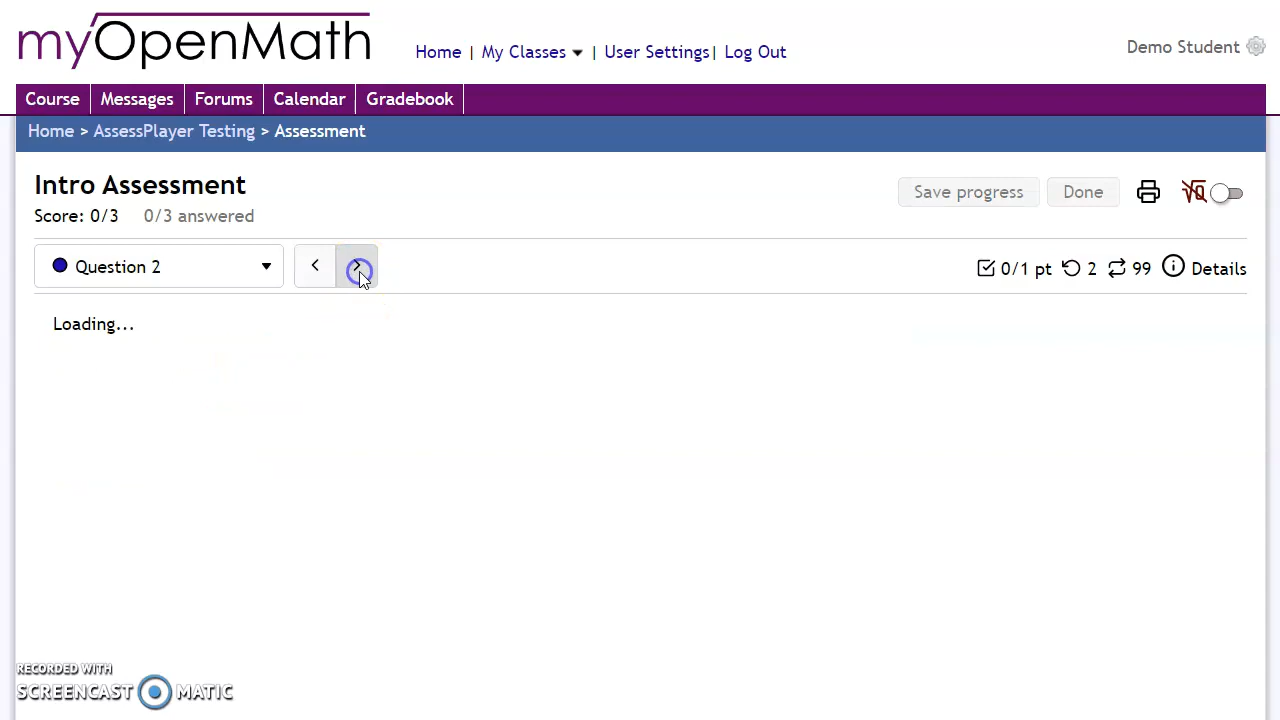 myOpenMath
Home | My Classes | User Settings | Log Out
Demo Student
Course Messages Forums Calendar Gradebook
Home > AssessPlayer Testing > Assessment
Intro Assessment
Save progress Done
Score: 0/3 0/3 answered
Question 2
0/1 pt 2 99 Details
Loading...
RECORDED WITH
SCREENCAST MATIC